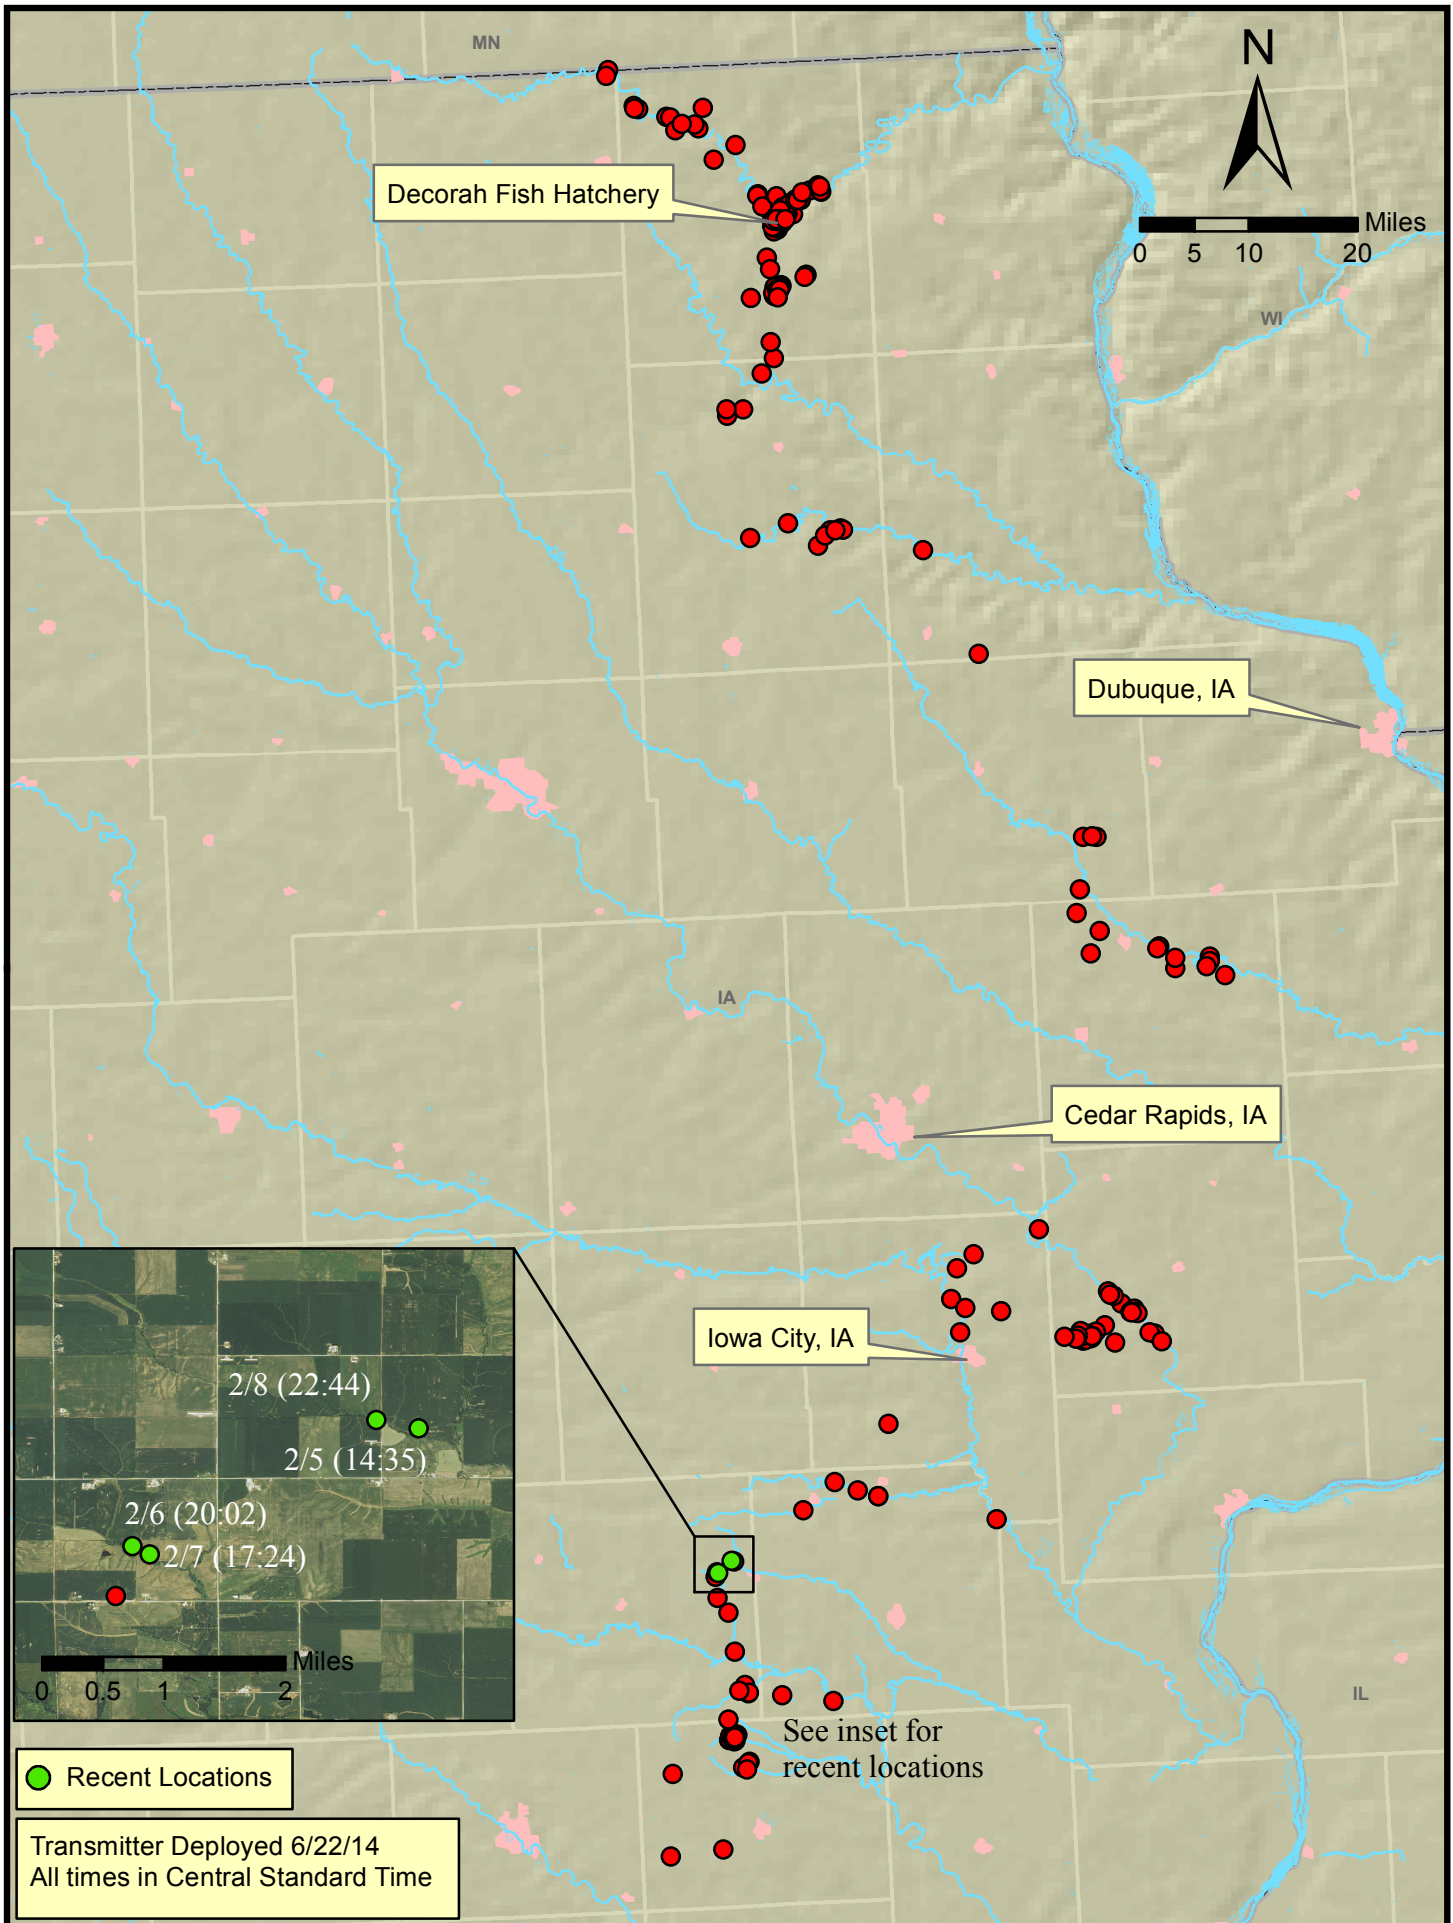 MN
N
Decorah Fish Hatchery
Miles
0 5 10 20
WI
Dubuque, IA
IA
Cedar Rapids, IA
Iowa City, IA
2/8 (22:44)
2/5 (14:35)
2/6 (20:02)
2/7 (17:24)
Miles
0 0.5 1 2
IL
See inset for
recent locations
Recent Locations
Transmitter Deployed 6/22/14
All times in Central Standard Time